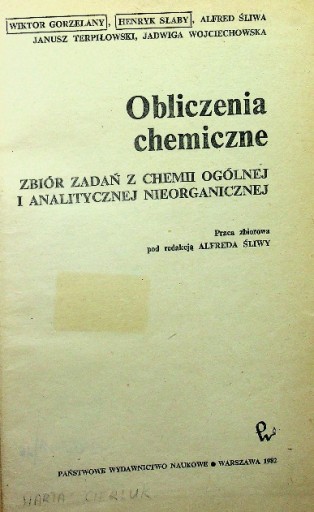 WIKTOR GORZELANY, HENRYK SŁABY, ALFRED ŚLIWA
JANUSZ TERPIŁOWSKI, JADWIGA WOJCIECHOWSKA
Obliczenia
chemiczne
ZBIÓR ZADAŃ Z CHEMII OGÓLNEJ
I ANALITYCZNEJ NIEORGANICZNEJ
Praca zbiorowa
pod redakcją ALFREDA ŚLIWY
PAŃSTWOWE WYDAWNICTWO NAUKOWE ● WARSZAWA 1982